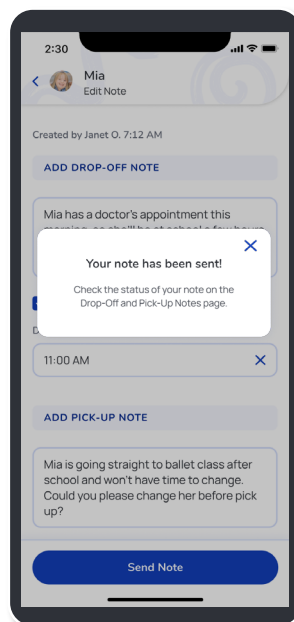 2:30
Mia
Edit Note
Created by Janet O. 7:12 AM
ADD DROP-OFF NOTE
Mia has a doctor's appointment this
Your note has been sent!
Check the status of your note on the
Drop-Off and Pick-Up Notes page.
11:00 AM
ADD PICK-UP NOTE
Mia is going straight to ballet class after
school and won't have time to change.
Could you please change her before pick
up?
Send Note